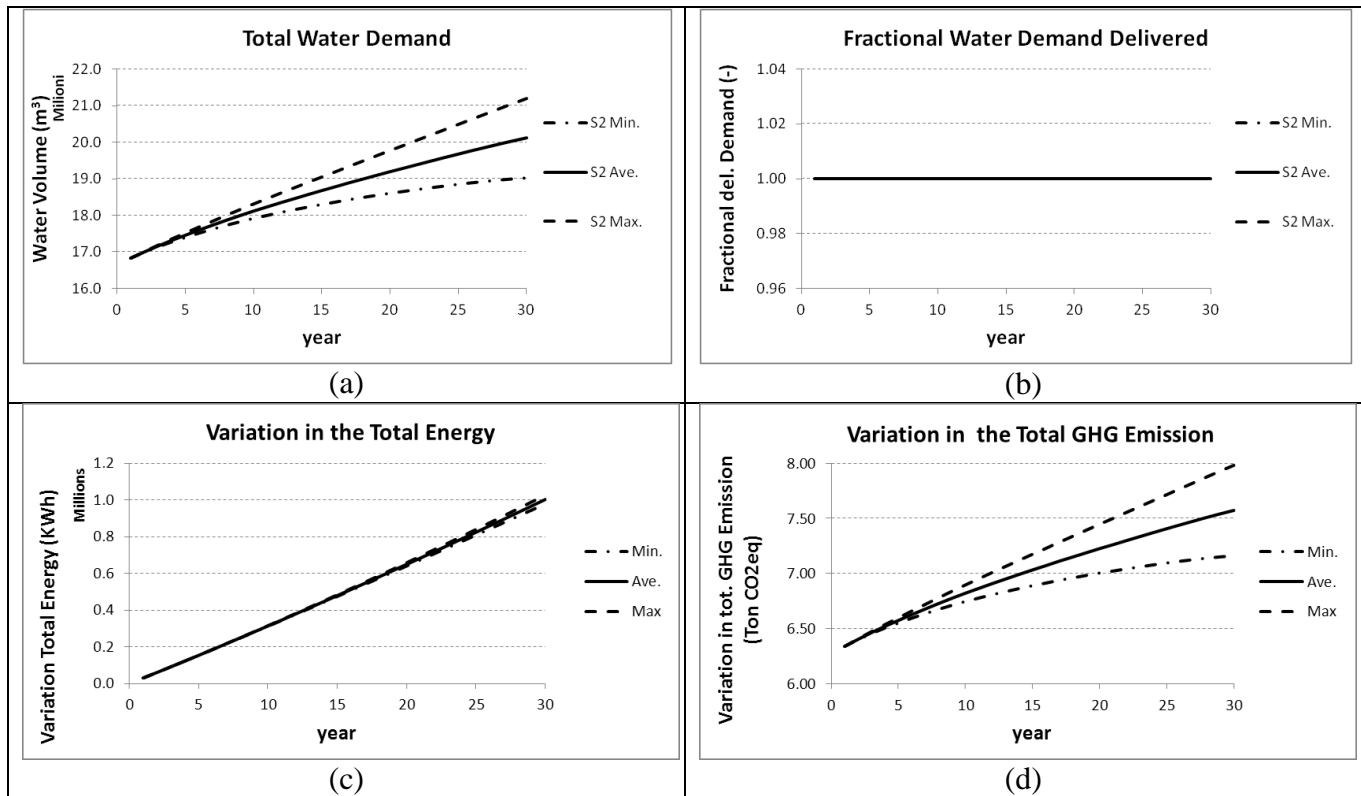 Total Water Demand
Water Volume (m³)
Milioni
22.0
21.0
20.0
19.0
18.0
17.0
16.0
0 5 10 15 20 25 30
year
S2 Min.
S2 Ave.
S2 Max.
(a)
Fractional Water Demand Delivered
Fractional del. Demand (-)
1.04
1.02
1.00
0.98
0.96
0 5 10 15 20 25 30
year
S2 Min.
S2 Ave.
S2 Max.
(b)
Variation in the Total Energy
Variation Total Energy (KWh)
Millions
1.2
1.0
0.8
0.6
0.4
0.2
0.0
0 5 10 15 20 25 30
year
Min.
Ave.
Max
(c)
Variation in the Total GHG Emission
Variation in tot. GHG Emission
(Ton CO2eq)
8.00
7.50
7.00
6.50
6.00
0 5 10 15 20 25 30
year
Min.
Ave.
Max
(d)